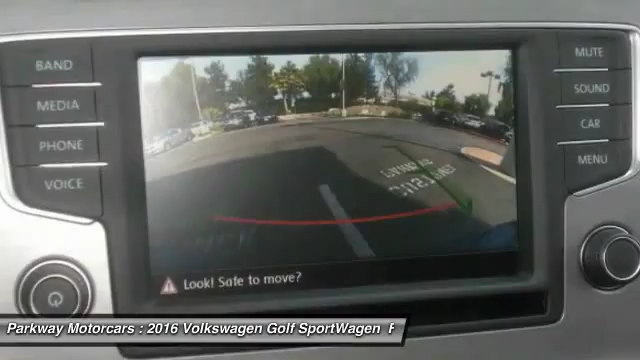 BAND
MEDIA
PHONE
VOICE
MUTE
SOUND
CAR
MENU
Look! Safe to move?
Parkway Motorcars : 2016 Volkswagen Golf SportWagen